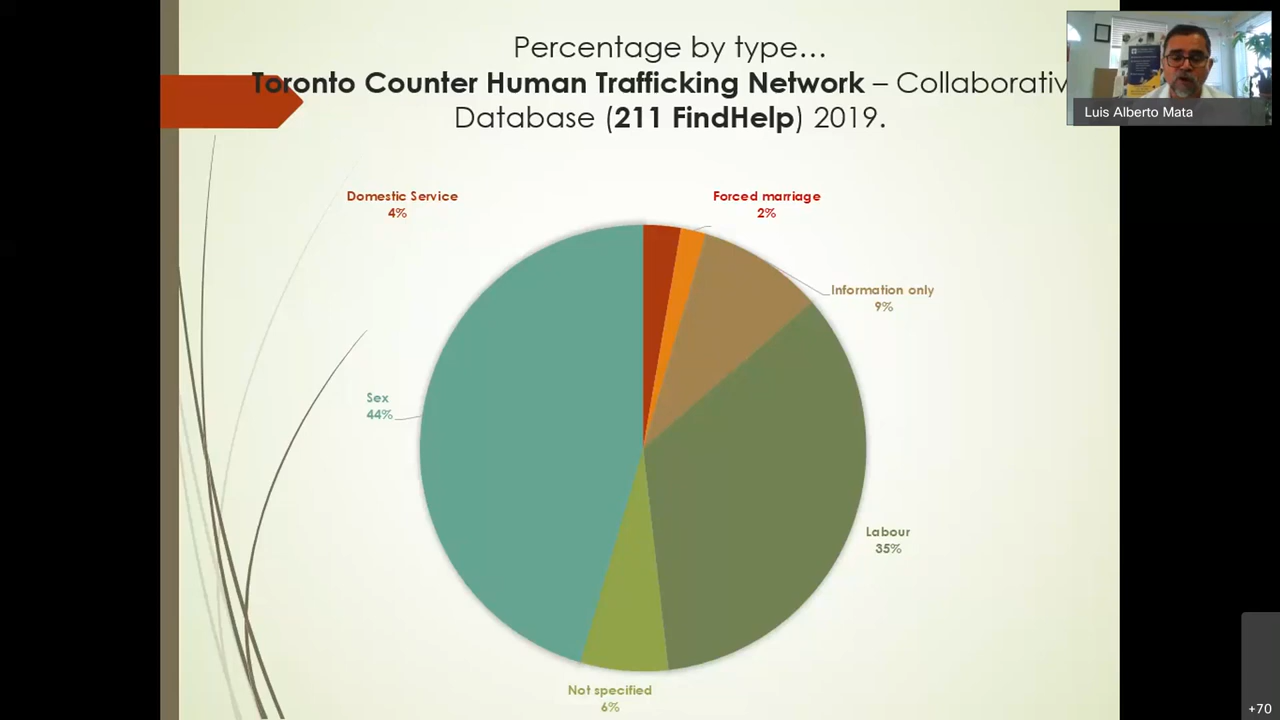 Percentage by type…
Toronto Counter Human Trafficking Network – Collaborativ
Database (211 FindHelp) 2019.
Luis Alberto Mata
Domestic Service
4%
Forced marriage
2%
Information only
9%
Sex
44%
Labour
35%
Not specified
6%
+70